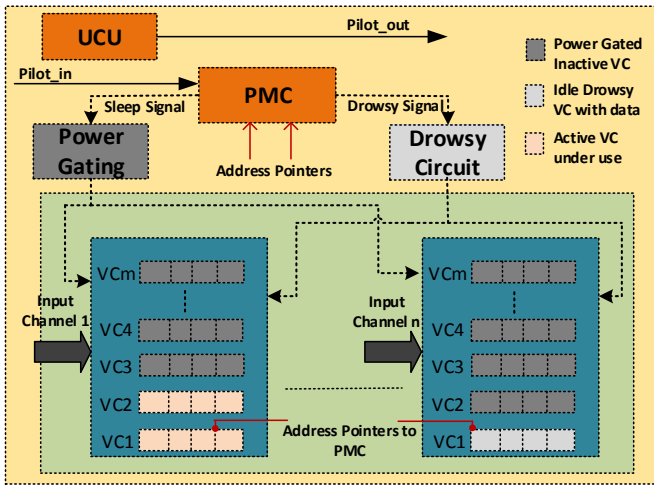 UCU
Pilot_out
Pilot_in
PMC
Sleep Signal
Drowsy Signal
Power
Gating
Address Pointers
Drowsy
Circuit
Power Gated
Inactive VC
Idle Drowsy
VC with data
Active VC
under use
Input
Channel 1
VCm
VC4
VC3
VC2
VC1
Input
Channel n
VCm
VC4
VC3
VC2
VC1
Address Pointers to
PMC